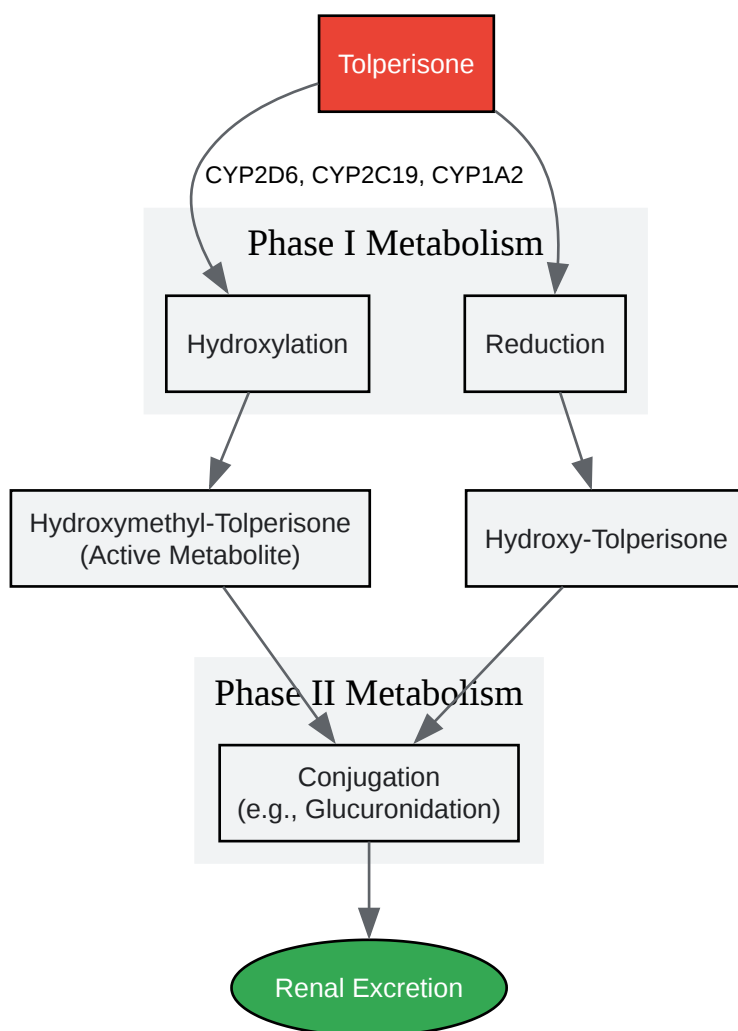 Tolperisone
CYP2D6, CYP2C19, CYP1A2
Phase I Metabolism
Hydroxylation
Reduction
Hydroxymethyl-Tolperisone
(Active Metabolite)
Hydroxy-Tolperisone
Phase II Metabolism
Conjugation
(e.g., Glucuronidation)
Renal Excretion